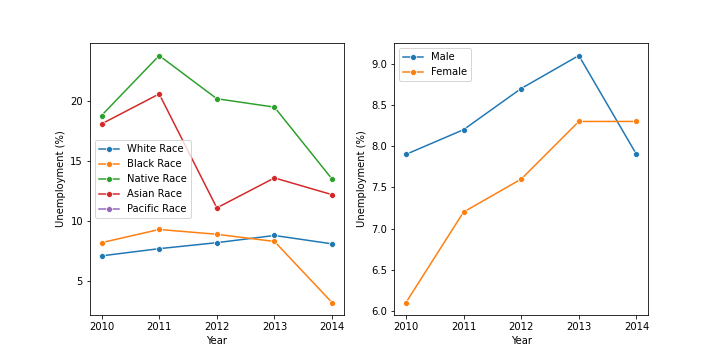 Unemployment (%)
20
15
10
5
White Race
Black Race
Native Race
Asian Race
Pacific Race
2010 2011 2012 2013 2014
Year
Unemployment (%)
9.0
8.5
8.0
7.5
7.0
6.5
6.0
Male
Female
2010 2011 2012 2013 2014
Year